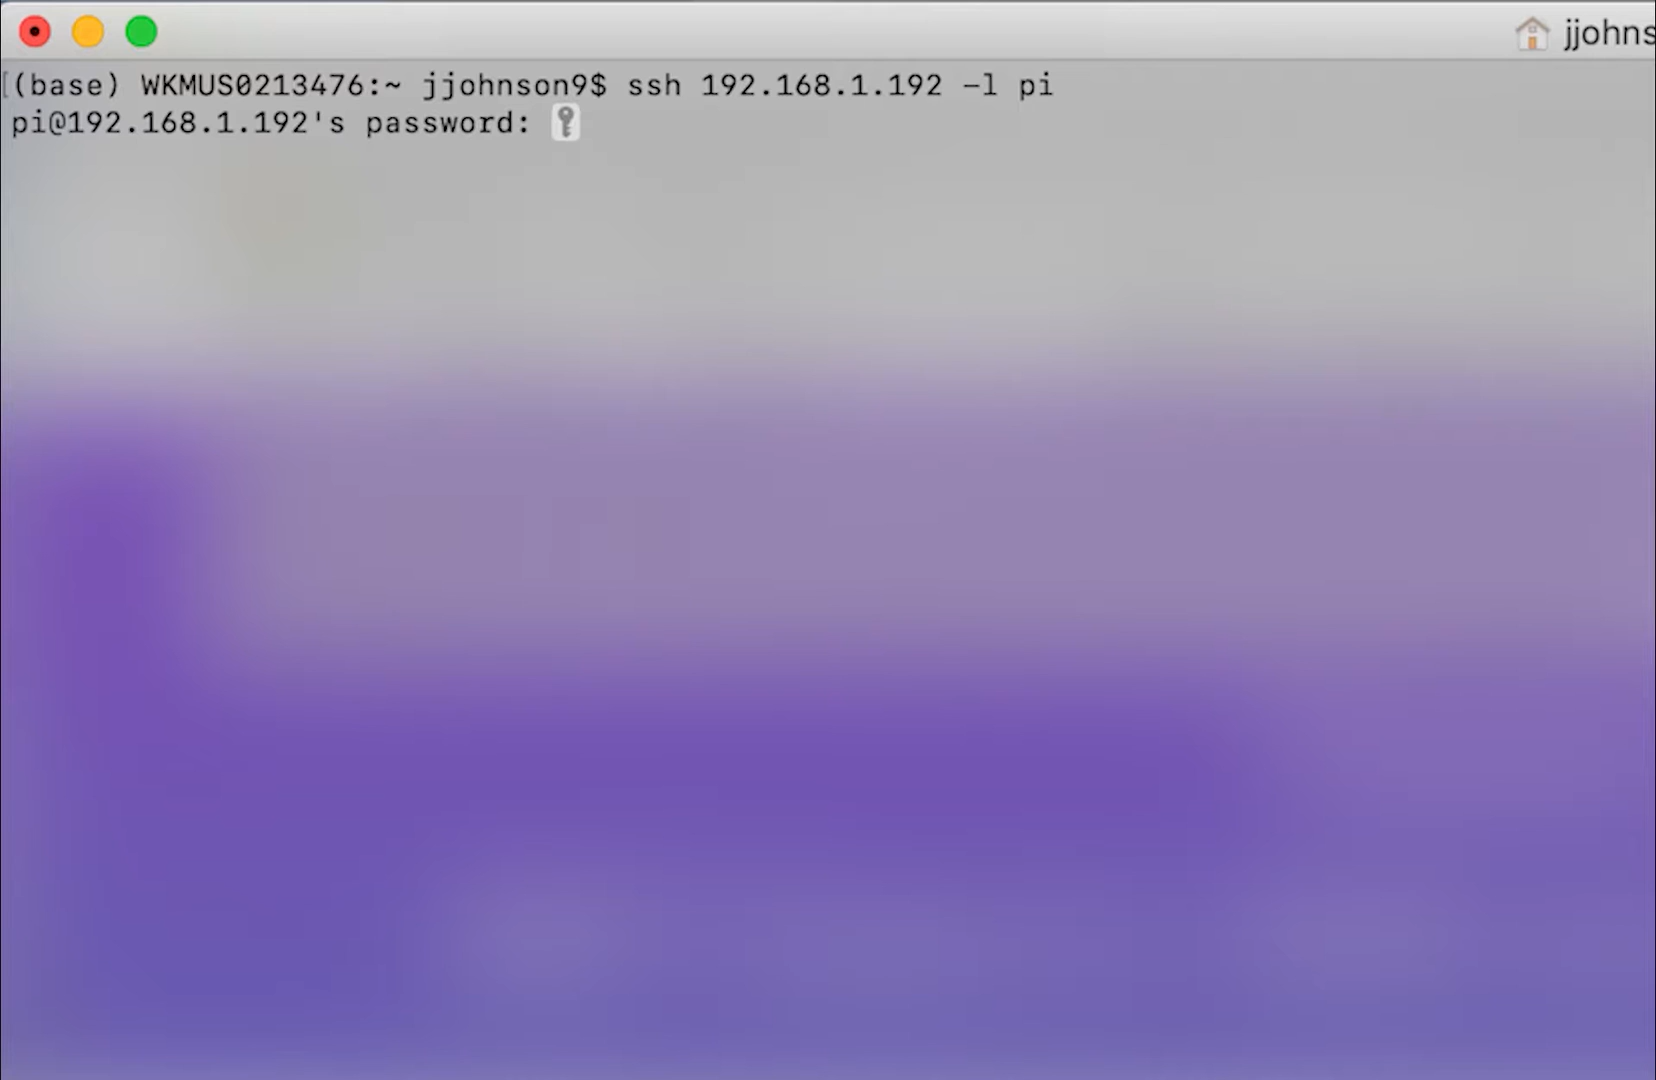 jjohns
(base) WKMUS0213476:~ jjohnson9$ ssh 192.168.1.192 -l pi
pi@192.168.1.192's password: